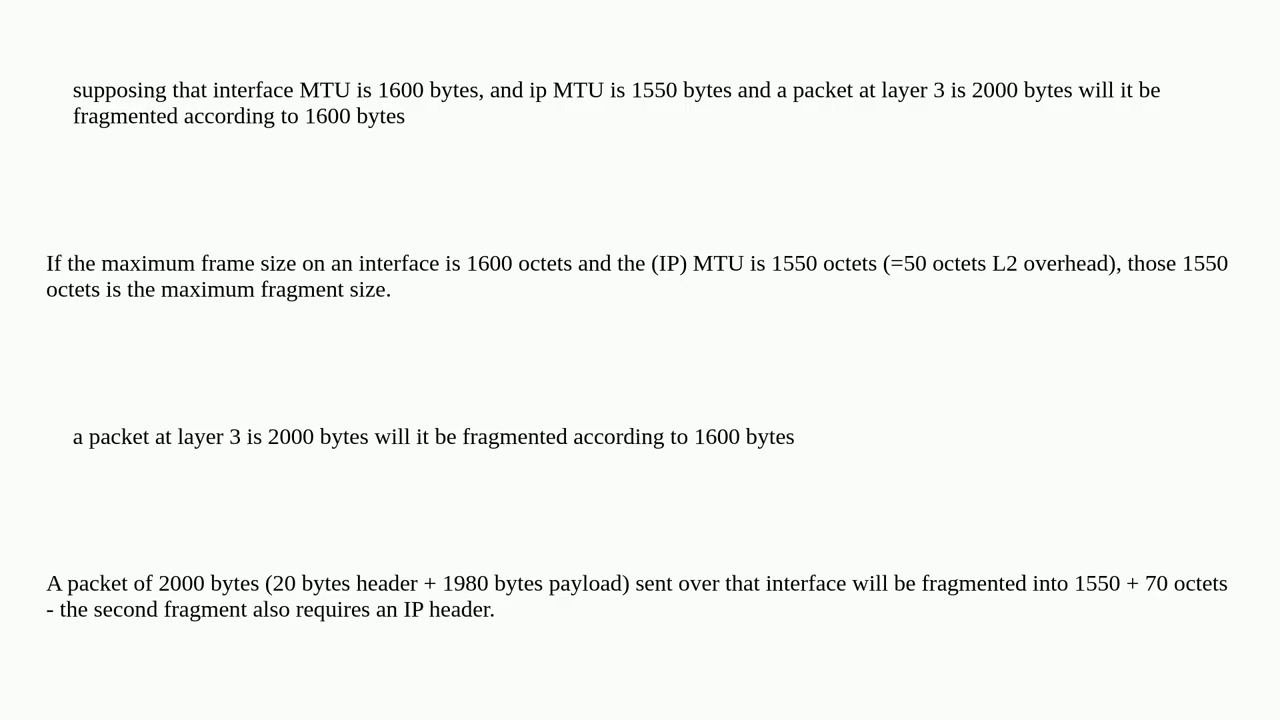 supposing that interface MTU is 1600 bytes, and ip MTU is 1550 bytes and a packet at layer 3 is 2000 bytes will it be
fragmented according to 1600 bytes
If the maximum frame size on an interface is 1600 octets and the (IP) MTU is 1550 octets (=50 octets L2 overhead), those 1550
octets is the maximum fragment size.
a packet at layer 3 is 2000 bytes will it be fragmented according to 1600 bytes
A packet of 2000 bytes (20 bytes header + 1980 bytes payload) sent over that interface will be fragmented into 1550 + 70 octets
- the second fragment also requires an IP header.